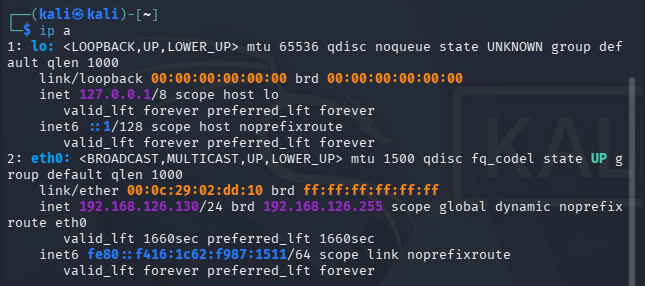 ┌──(kali㉿kali)-[~]
└─$ ip a
1: lo: <LOOPBACK,UP,LOWER_UP> mtu 65536 qdisc noqueue state UNKNOWN group def
ault qlen 1000
    link/loopback 00:00:00:00:00:00 brd 00:00:00:00:00:00
    inet 127.0.0.1/8 scope host lo
       valid_lft forever preferred_lft forever
    inet6 ::1/128 scope host noprefixroute
       valid_lft forever preferred_lft forever
2: eth0: <BROADCAST,MULTICAST,UP,LOWER_UP> mtu 1500 qdisc fq_codel state UP g
roup default qlen 1000
    link/ether 00:0c:29:02:dd:10 brd ff:ff:ff:ff:ff:ff
    inet 192.168.126.130/24 brd 192.168.126.255 scope global dynamic noprefix
route eth0
       valid_lft 1660sec preferred_lft 1660sec
    inet6 fe80::f416:1c62:f987:1511/64 scope link noprefixroute
       valid_lft forever preferred_lft forever
KAL